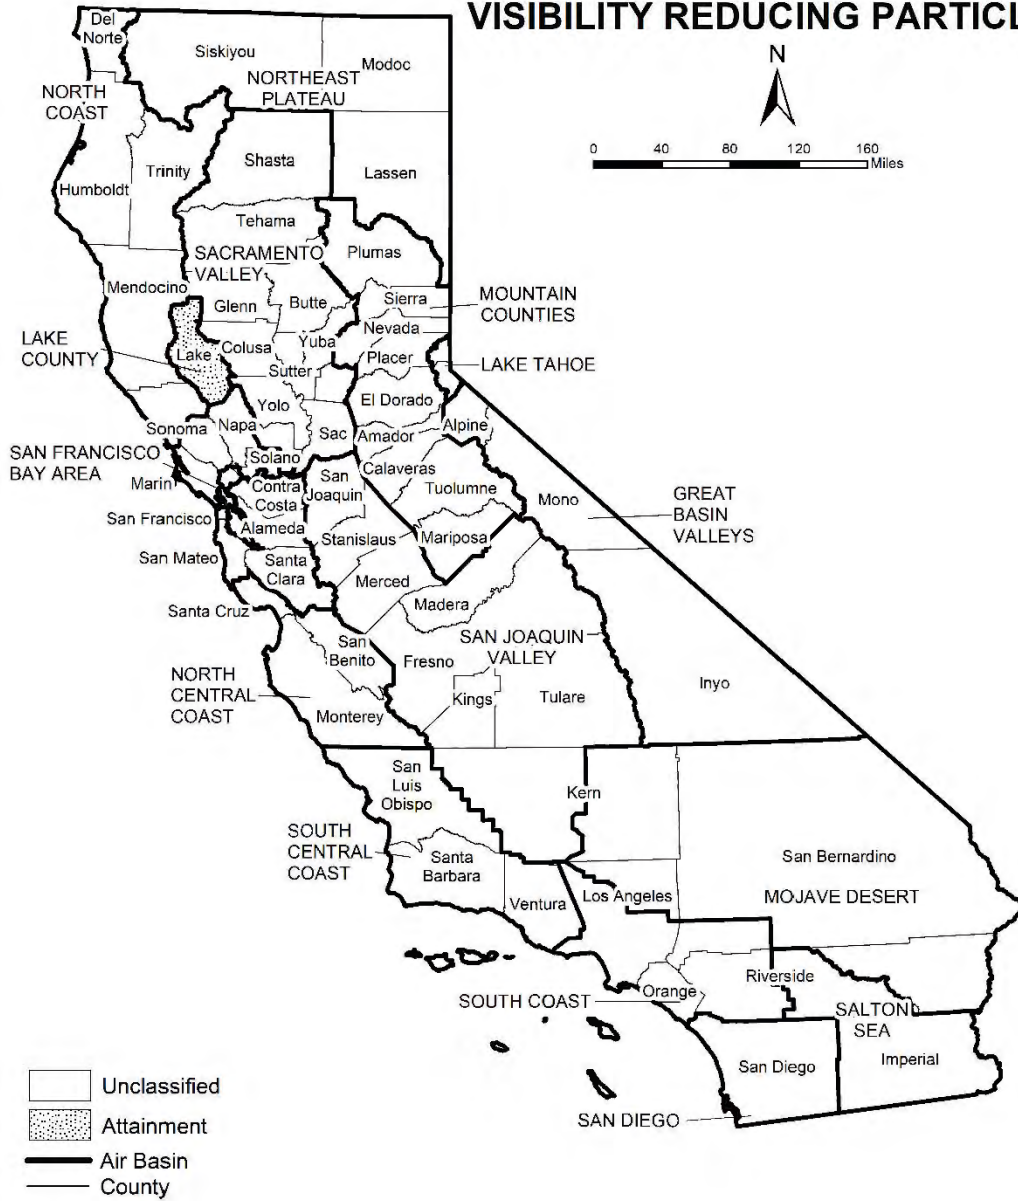 VISIBILITY REDUCING PARTICL
N
0 40 80 120 160
Miles
Del
Norte
Siskiyou
Modoc
NORTHEAST
PLATEAU
NORTH
COAST
Trinity
Shasta
Lassen
Humboldt
Tehama
Plumas
SACRAMENTO
VALLEY
Mendocino
Glenn
Butte
Sierra
MOUNTAIN
COUNTIES
Nevada
Yuba
LAKE
COUNTY
Lake
Colusa
Placer
LAKE TAHOE
Sutter
Yolo
El Dorado
Sonoma
Napa
Sac
Amador
Alpine
SAN FRANCISCO
BAY AREA
Solano
Calaveras
Marin
Contra
Costa
San
Joaquin
Tuolumne
Mono
GREAT
BASIN
VALLEYS
San Francisco
Alameda
Stanislaus
Mariposa
San Mateo
Santa
Clara
Merced
Santa Cruz
Madera
San
Benito
Fresno
SAN JOAQUIN
VALLEY
NORTH
CENTRAL
COAST
Monterey
Kings
Tulare
Inyo
San
Luis
Obispo
Kern
SOUTH
CENTRAL
COAST
Santa
Barbara
San Bernardino
Ventura
Los Angeles
MOJAVE DESERT
Riverside
Orange
SOUTH COAST
SALTON
SEA
San Diego
Imperial
SAN DIEGO
Unclassified
Attainment
Air Basin
County